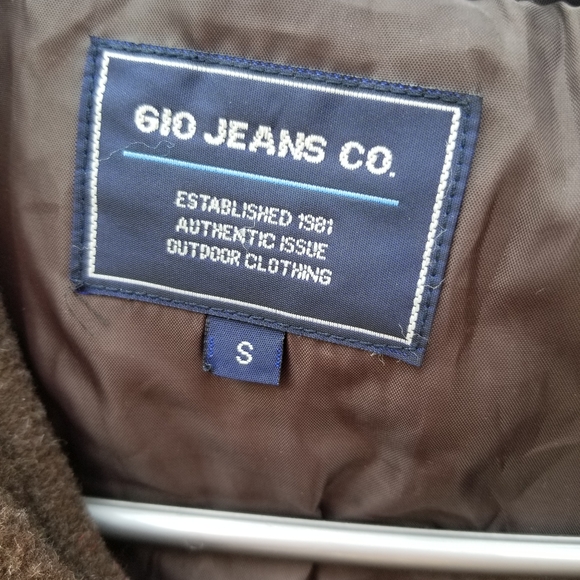 GIO JEANS CO.
ESTABLISHED 1981
AUTHENTIC ISSUE
OUTDOOR CLOTHING
S